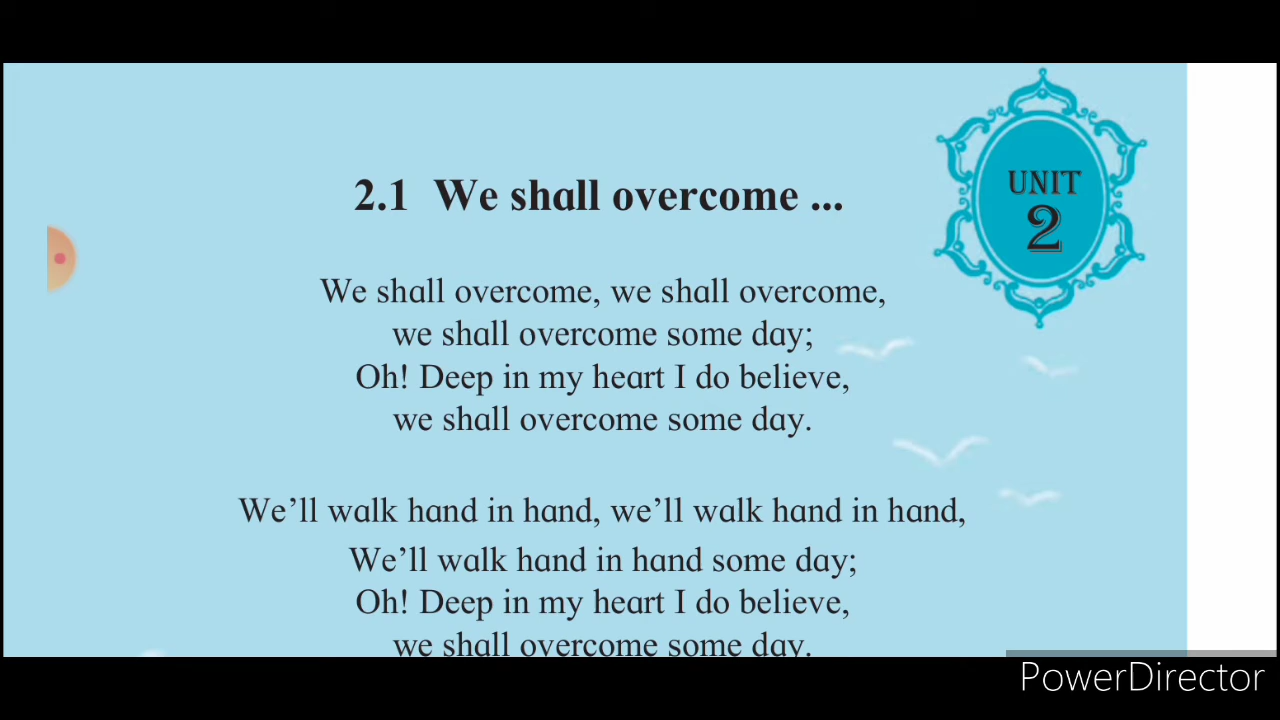 UNIT
2
2.1 We shall overcome ...
We shall overcome, we shall overcome,
we shall overcome some day;
Oh! Deep in my heart I do believe,
we shall overcome some day.
We’ll walk hand in hand, we’ll walk hand in hand,
We’ll walk hand in hand some day;
Oh! Deep in my heart I do believe,
we shall overcome some day.
PowerDirector